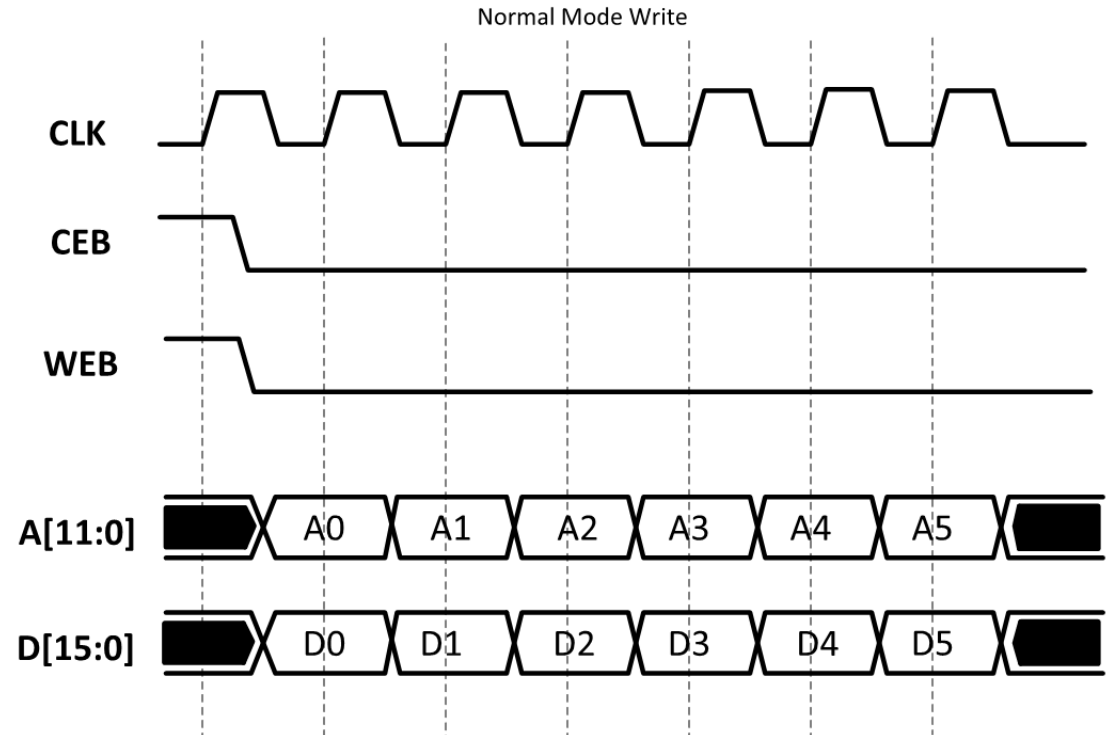 Normal Mode Write
CLK
CEB
WEB
A[11:0] A0 A1 A2 A3 A4 A5
D[15:0] D0 D1 D2 D3 D4 D5